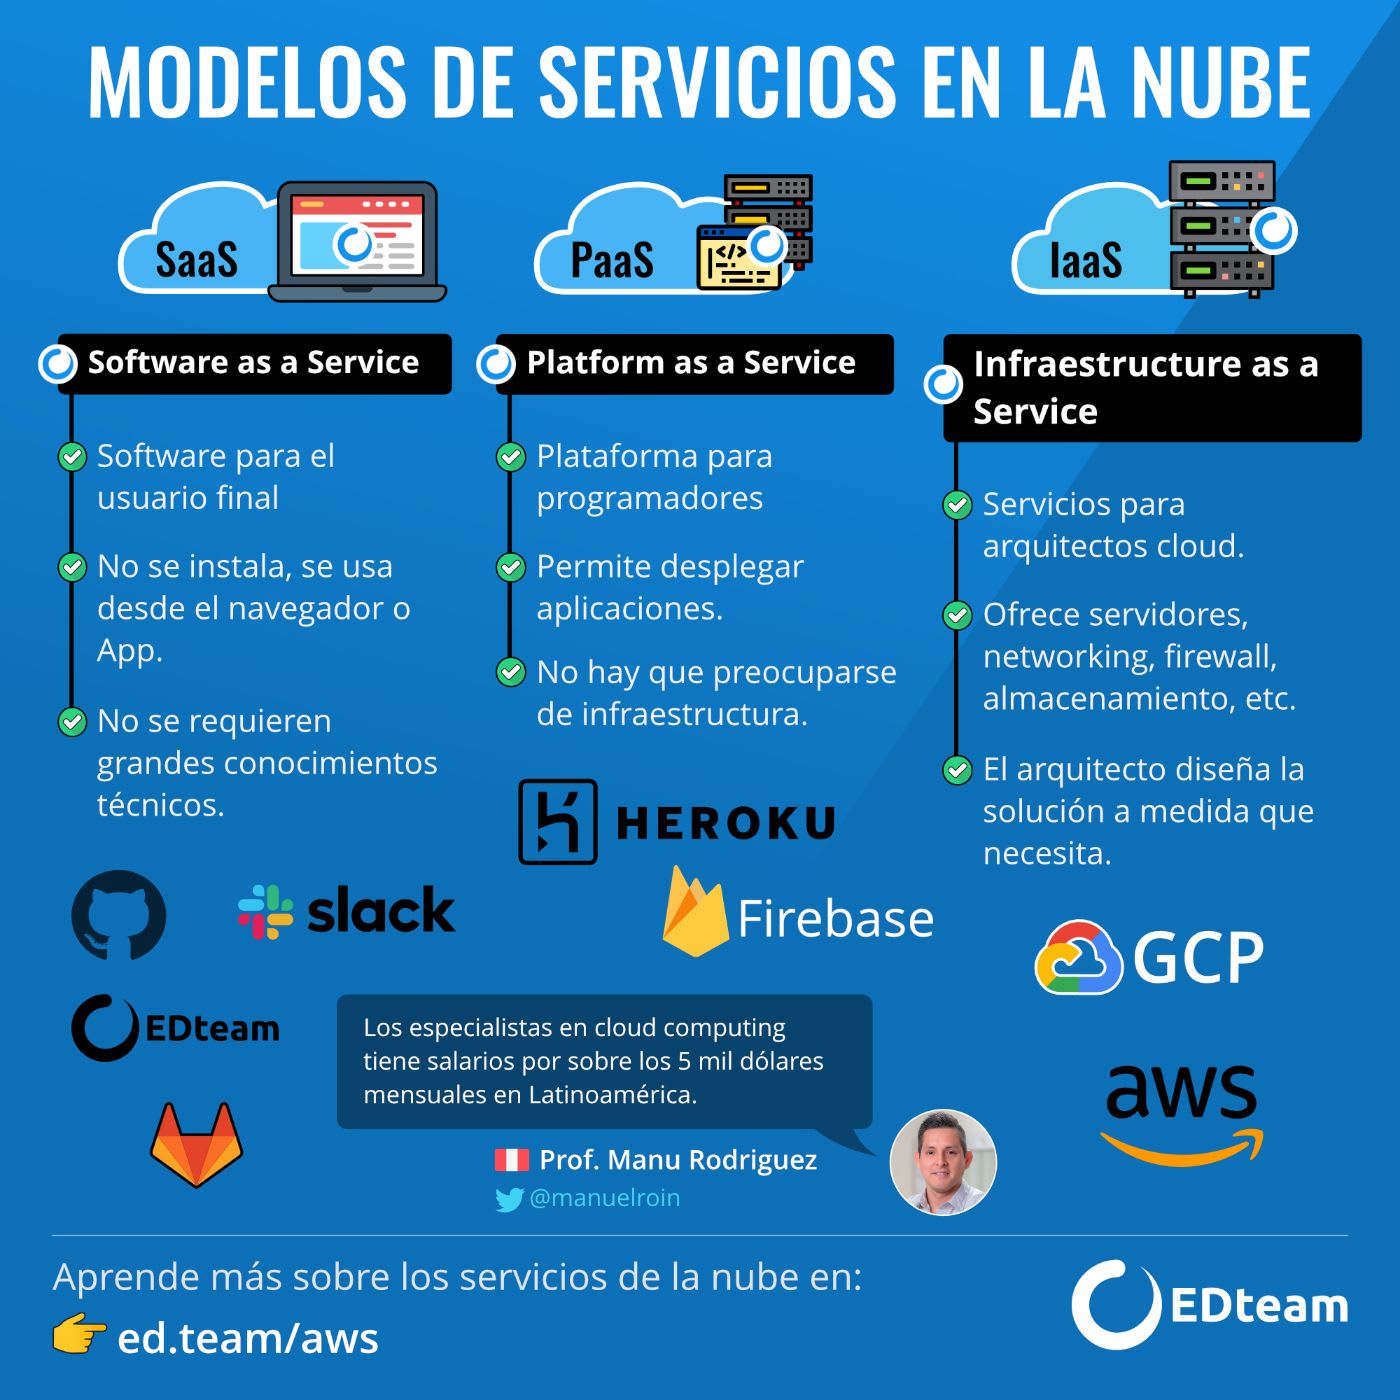 MODELOS DE SERVICIOS EN LA NUBE
SaaS
Software as a Service
Software para el
usuario final
No se instala, se usa
desde el navegador o
App.
No se requieren
grandes conocimientos
técnicos.
slack
EDteam
PaaS
</>
Platform as a Service
Plataforma para
programadores
Permite desplegar
aplicaciones.
No hay que preocuparse
de infraestructura.
HEROKU
Firebase
IaaS
Infraestructure as a
Service
Servicios para
arquitectos cloud.
Ofrece servidores,
networking, firewall,
almacenamiento, etc.
El arquitecto diseña la
solución a medida que
necesita.
GCP
aws
Los especialistas en cloud computing
tiene salarios por sobre los 5 mil dólares
mensuales en Latinoamérica.
Prof. Manu Rodriguez
@manuelroin
Aprende más sobre los servicios de la nube en:
ed.team/aws
EDteam